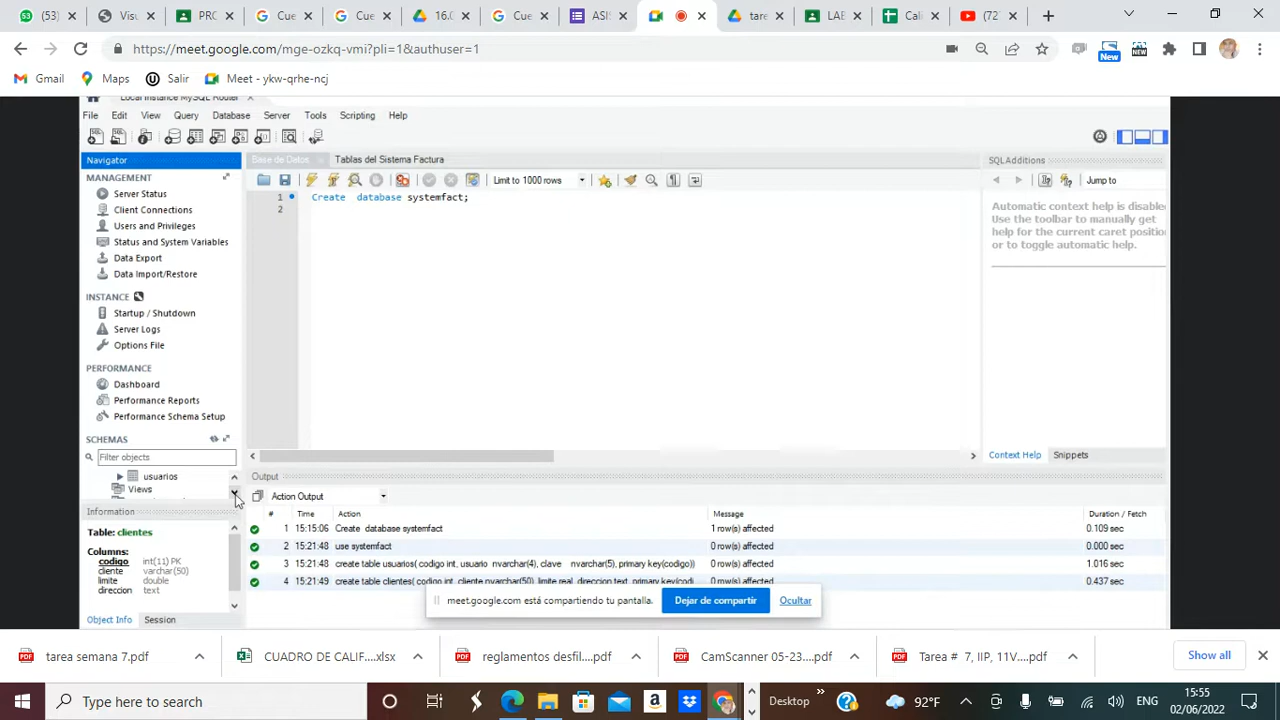 (53)
Visu
PRO
Cue
Cue
16.0
Cue
ASIS
tare
LAB
Cali
(72
https://meet.google.com/mge-ozkq-vmi?pli=1&authuser=1
New
NEW
Gmail
Maps
Salir
Meet - ykw-qrhe-ncj
Local instance MySQL Router
File Edit View Query Database Server Tools Scripting Help
Navigator
Base de Datos
Tablas del Sistema Factura
SQLAdditions
MANAGEMENT
Server Status
Client Connections
Users and Privileges
Status and System Variables
Data Export
Data Import/Restore
INSTANCE
Startup / Shutdown
Server Logs
Options File
PERFORMANCE
Dashboard
Performance Reports
Performance Schema Setup
SCHEMAS
Filter objects
usuarios
Views
Information
Table: clientes
Columns:
codigo int(11) PK
cliente varchar(50)
limite double
direccion text
Object Info Session
Limit to 1000 rows
1 Create database systemfact;
2
Jump to
Automatic context help is disable
Use the toolbar to manually get
help for the current caret position
or to toggle automatic help.
Context Help Snippets
Output
Action Output
# Time Action Message Duration / Fetch
1 15:15:06 Create database systemfact 1 row(s) affected 0.109 sec
2 15:21:48 use systemfact 0 row(s) affected 0.000 sec
3 15:21:48 create table usuarios( codigo int, usuario nvarchar(4), clave nvarchar(5), primary key(codigo)) 0 row(s) affected 1.016 sec
4 15:21:49 create table clientes( codigo int, cliente nvarchar(50), limite real, direccion text, primary key(codi 0 row(s) affected 0.437 sec
meet.google.com está compartiendo tu pantalla.
Dejar de compartir
Ocultar
tarea semana 7.pdf
CUADRO DE CALIF....xlsx
reglamentos desfil....pdf
CamScanner 05-23....pdf
Tarea # 7, IIP, 11V....pdf
Show all
Type here to search
Desktop
92°F
ENG
15:55
02/06/2022